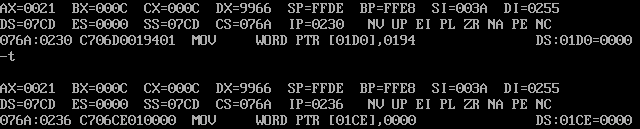 AX=0021  BX=000C  CX=000C  DX=9966  SP=FFDE  BP=FFE8  SI=003A  DI=0255
DS=07CD  ES=0000  SS=07CD  CS=076A  IP=0230   NV UP EI PL ZR NA PE NC
076A:0230 C706D0019401  MOV     WORD PTR [01D0],0194                   DS:01D0=0000
-t
AX=0021  BX=000C  CX=000C  DX=9966  SP=FFDE  BP=FFE8  SI=003A  DI=0255
DS=07CD  ES=0000  SS=07CD  CS=076A  IP=0236   NV UP EI PL ZR NA PE NC
076A:0236 C706CE010000  MOV     WORD PTR [01CE],0000                   DS:01CE=0000